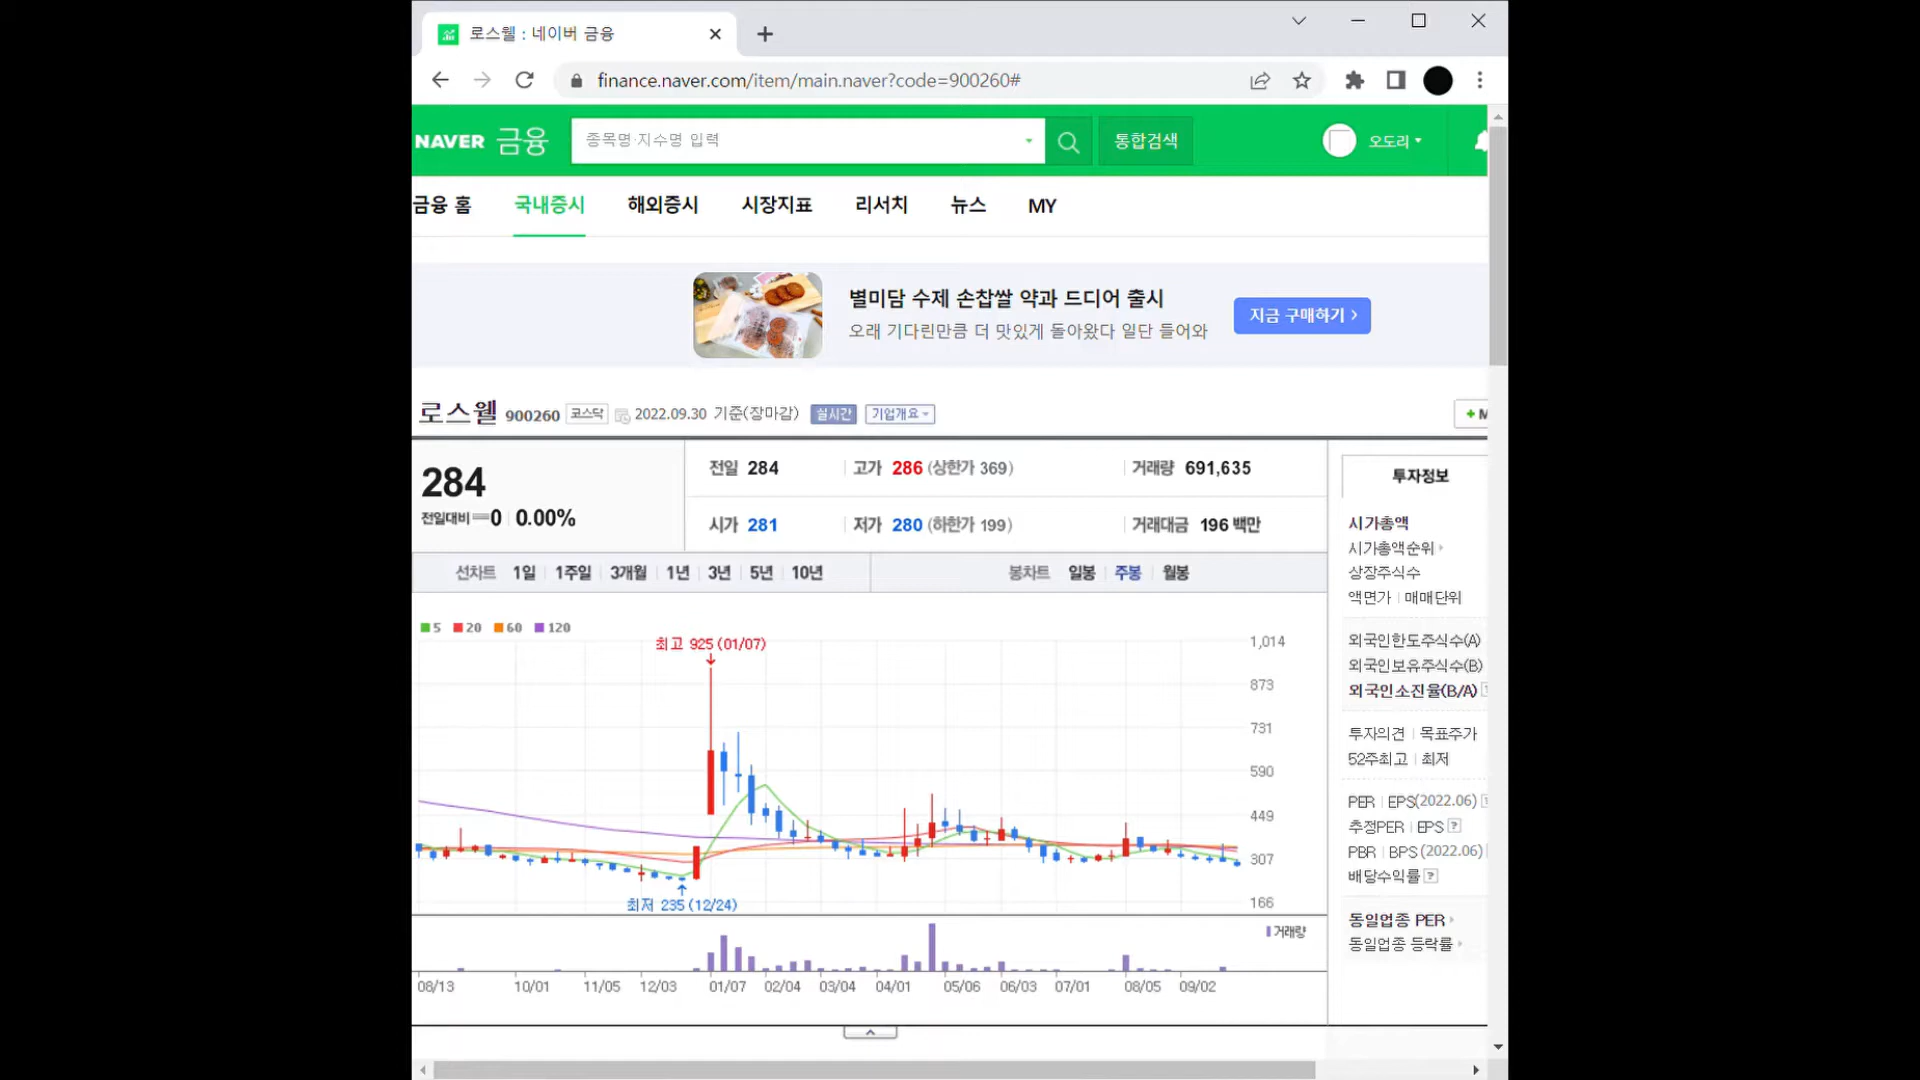 로스웰 : 네이버 금융
finance.naver.com/item/main.naver?code=900260#
NAVER 금융 종목명·지수명 입력 통합검색 오도리
금융 홈 국내증시 해외증시 시장지표 리서치 뉴스 MY
별미담 수제 손찹쌀 약과 드디어 출시
오래 기다린만큼 더 맛있게 돌아왔다 일단 들어와
지금 구매하기
로스웰 900260 코스닥 2022.09.30 기준(장마감) 실시간 기업개요
+ M
284
전일대비 0 0.00%
전일 284 고가 286 (상한가 369) 거래량 691,635
시가 281 저가 280 (하한가 199) 거래대금 196 백만
선차트 1일 1주일 3개월 1년 3년 5년 10년 봉차트 일봉 주봉 월봉
5 20 60 120
최고 925 (01/07)
1,014
873
731
590
449
307
166
최저 235 (12/24)
거래량
08/13 10/01 11/05 12/03 01/07 02/04 03/04 04/01 05/06 06/03 07/01 08/05 09/02
투자정보
시가총액
시가총액순위
상장주식수
액면가 매매단위
외국인한도주식수(A)
외국인보유주식수(B)
외국인소진율(B/A)
투자의견 목표주가
52주최고 최저
PER EPS(2022.06)
추정PER EPS ?
PBR BPS (2022.06)
배당수익률 ?
동일업종 PER
동일업종 등락률